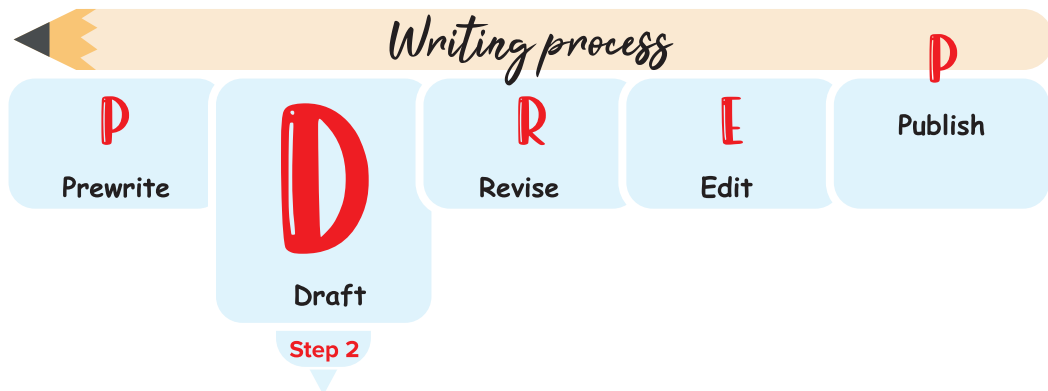 Writing process
P
Prewrite
D
Draft
Step 2
R
Revise
E
Edit
P
Publish